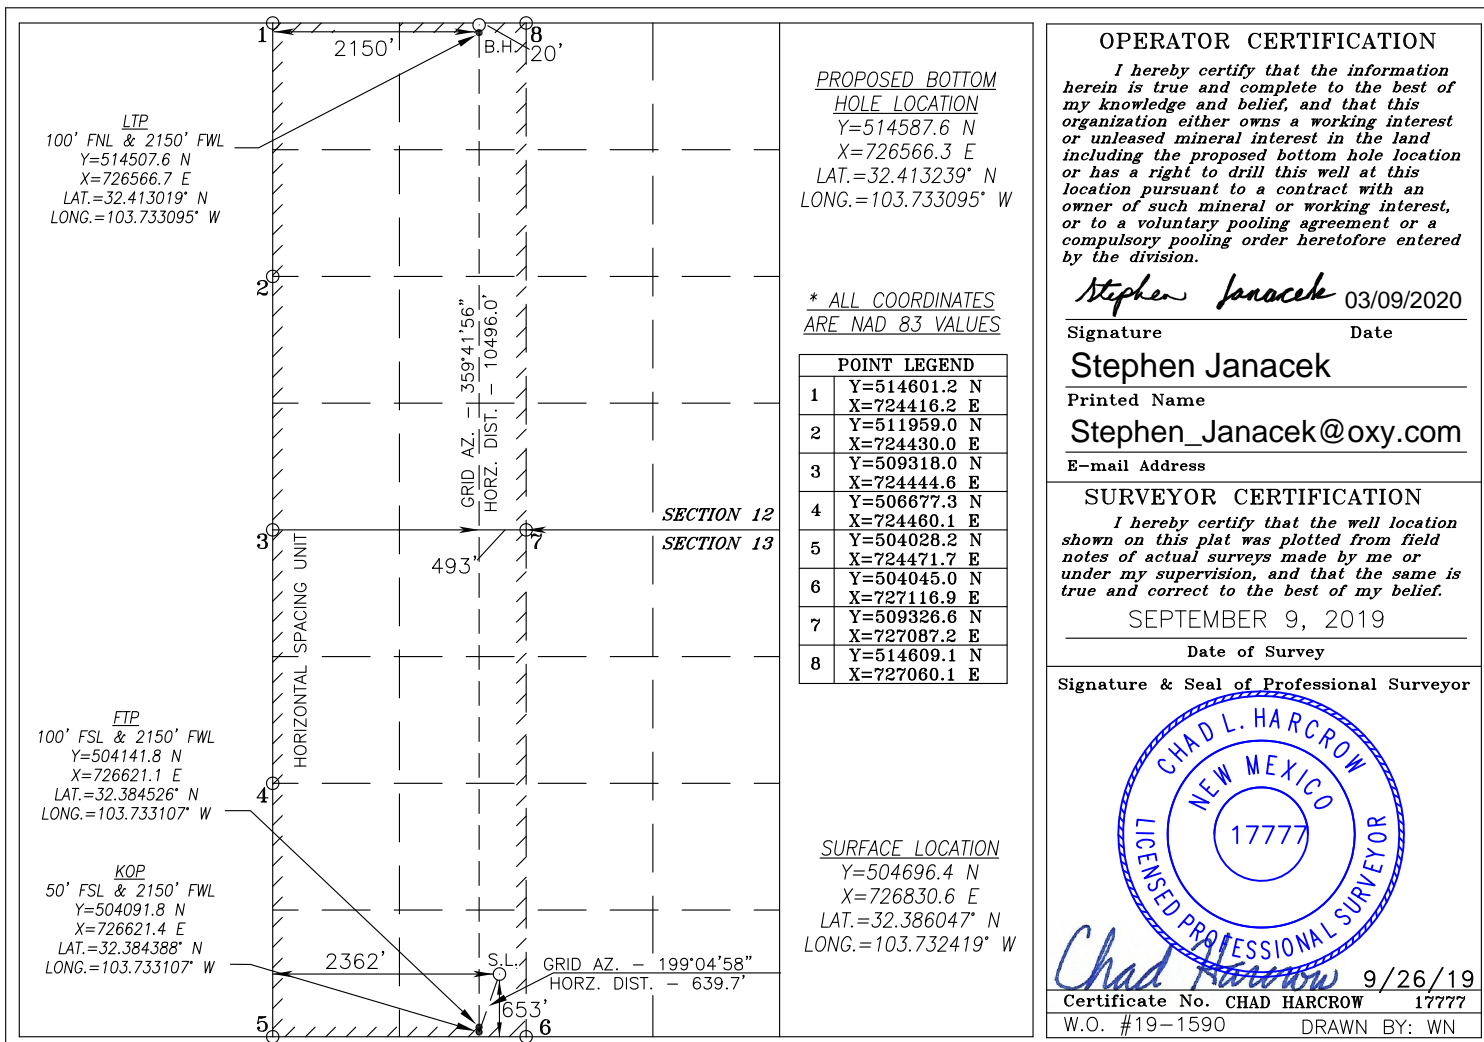 1
2150'
B.H.
8
20'
LTP
100' FNL & 2150' FWL
Y=514507.6 N
X=726566.7 E
LAT.=32.413019° N
LONG.=103.733095° W
2
GRID AZ. - 359°41'56"
HORZ. DIST. - 10496.0'
SECTION 12
SECTION 13
3
7
493'
HORIZONTAL SPACING UNIT
FTP
100' FSL & 2150' FWL
Y=504141.8 N
X=726621.1 E
LAT.=32.384526° N
LONG.=103.733107° W
4
KOP
50' FSL & 2150' FWL
Y=504091.8 N
X=726621.4 E
LAT.=32.384388° N
LONG.=103.733107° W
2362'
S.L.
GRID AZ. - 199°04'58"
HORZ. DIST. - 639.7'
653'
5
6
PROPOSED BOTTOM
HOLE LOCATION
Y=514587.6 N
X=726566.3 E
LAT.=32.413239° N
LONG.=103.733095° W
* ALL COORDINATES
ARE NAD 83 VALUES
POINT LEGEND
1 Y=514601.2 N
X=724416.2 E
2 Y=511959.0 N
X=724430.0 E
3 Y=509318.0 N
X=724444.6 E
4 Y=506677.3 N
X=724460.1 E
5 Y=504028.2 N
X=724471.7 E
6 Y=504045.0 N
X=727116.9 E
7 Y=509326.6 N
X=727087.2 E
8 Y=514609.1 N
X=727060.1 E
SURFACE LOCATION
Y=504696.4 N
X=726830.6 E
LAT.=32.386047° N
LONG.=103.732419° W
OPERATOR CERTIFICATION
I hereby certify that the information
herein is true and complete to the best of
my knowledge and belief, and that this
organization either owns a working interest
or unleased mineral interest in the land
including the proposed bottom hole location
or has a right to drill this well at this
location pursuant to a contract with an
owner of such mineral or working interest,
or to a voluntary pooling agreement or a
compulsory pooling order heretofore entered
by the division.
Stephen Janacek 03/09/2020
Signature Date
Stephen Janacek
Printed Name
Stephen_Janacek@oxy.com
E-mail Address
SURVEYOR CERTIFICATION
I hereby certify that the well location
shown on this plat was plotted from field
notes of actual surveys made by me or
under my supervision, and that the same is
true and correct to the best of my belief.
SEPTEMBER 9, 2019
Date of Survey
Signature & Seal of Professional Surveyor
CHAD L. HARCROW
NEW MEXICO
17777
LICENSED PROFESSIONAL SURVEYOR
Chad Harcrow 9/26/19
Certificate No. CHAD HARCROW 17777
W.O. #19-1590 DRAWN BY: WN